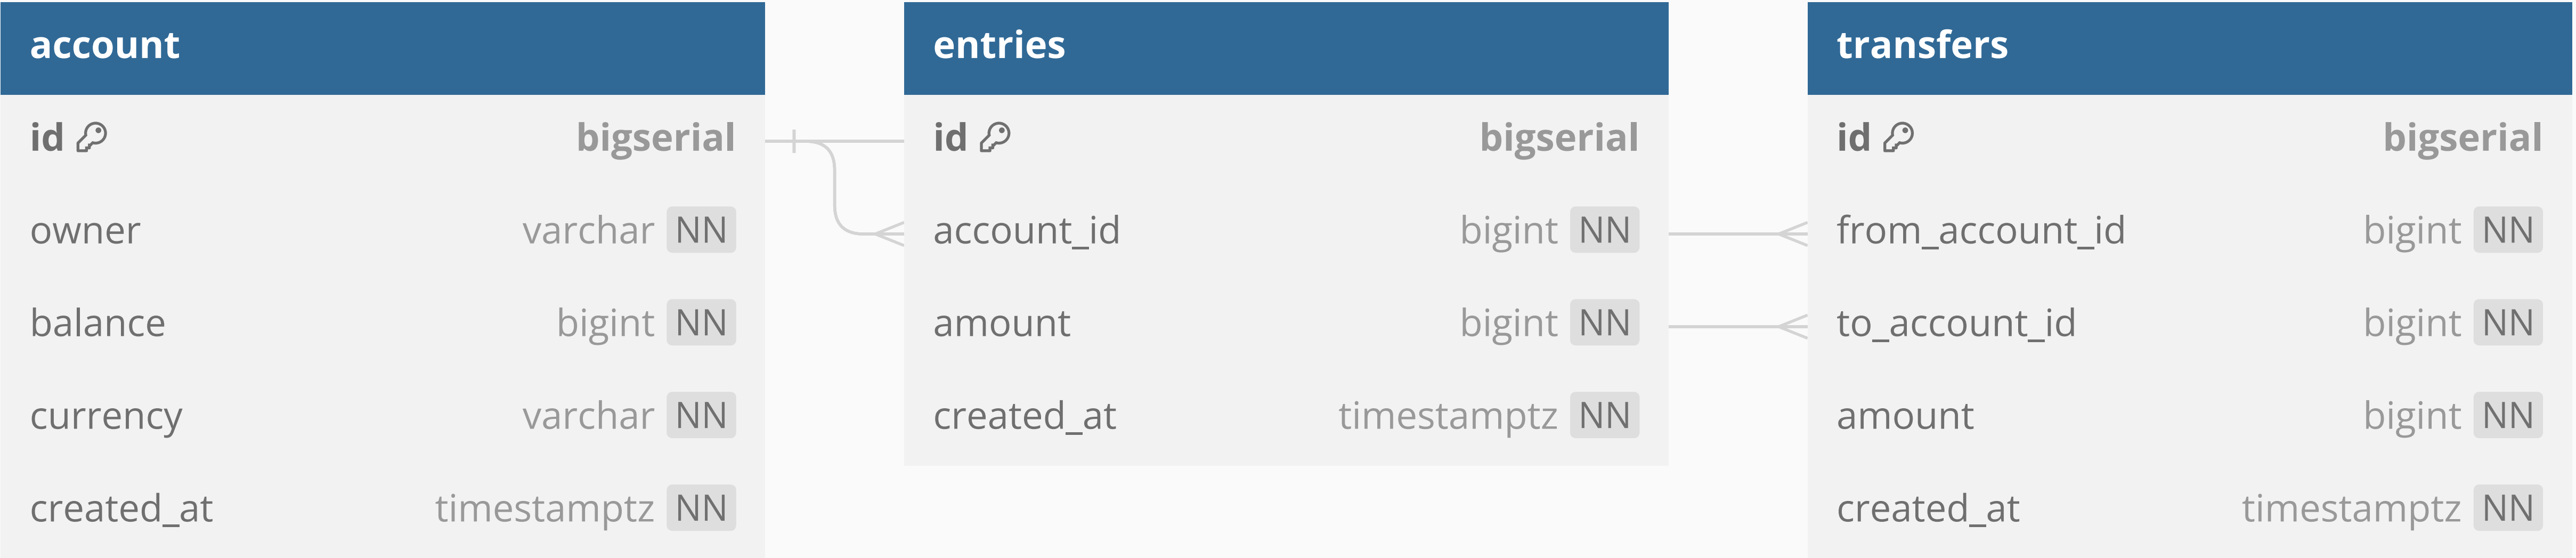 account
id bigserial
owner varchar NN
balance bigint NN
currency varchar NN
created_at timestamptz NN
entries
id bigserial
account_id bigint NN
amount bigint NN
created_at timestamptz NN
transfers
id bigserial
from_account_id bigint NN
to_account_id bigint NN
amount bigint NN
created_at timestamptz NN